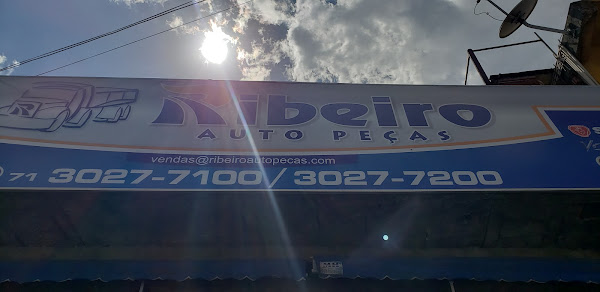 Ribeiro
AUTO PEÇAS
vendas@ribeiroautopecas.com
71 3027-7100 / 3027-7200